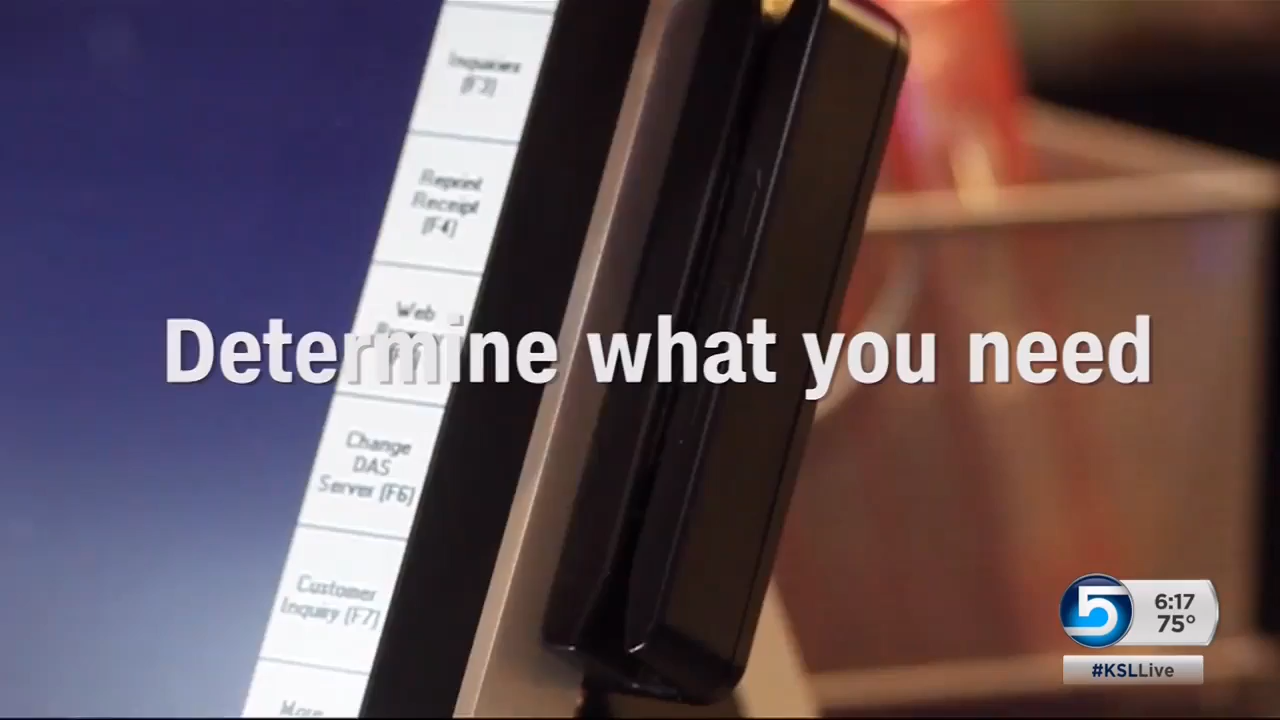 Inquiries
(F3)
Reprint
Receipt
(F4)
Web
Determine what you need
Change
DAS
Server (F6)
Customer
Inquiry (F7)
More
5
6:17
75°
#KSLLive